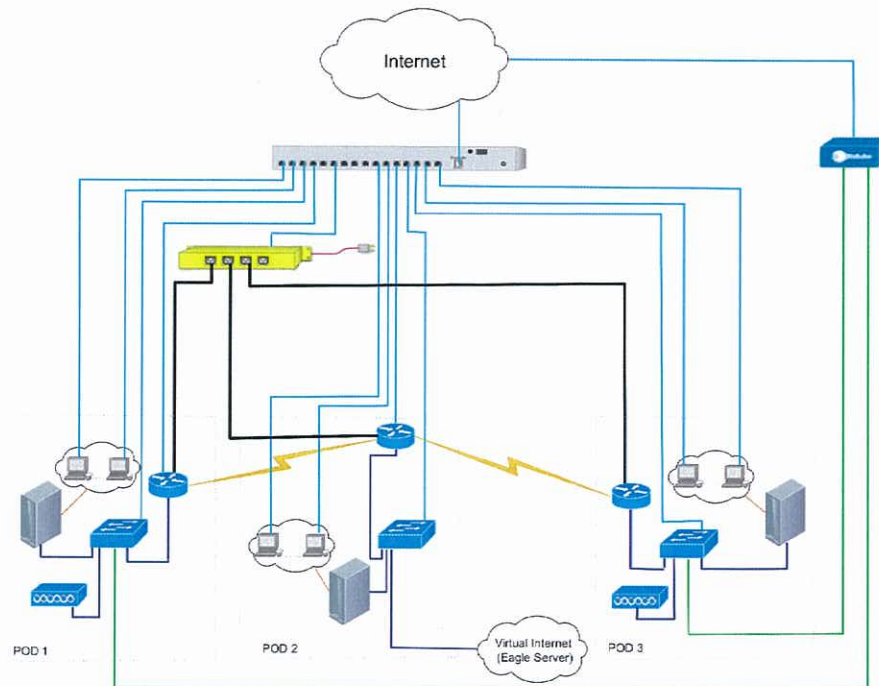 Internet
POD 1
POD 2
Virtual Internet
(Eagle Server)
POD 3